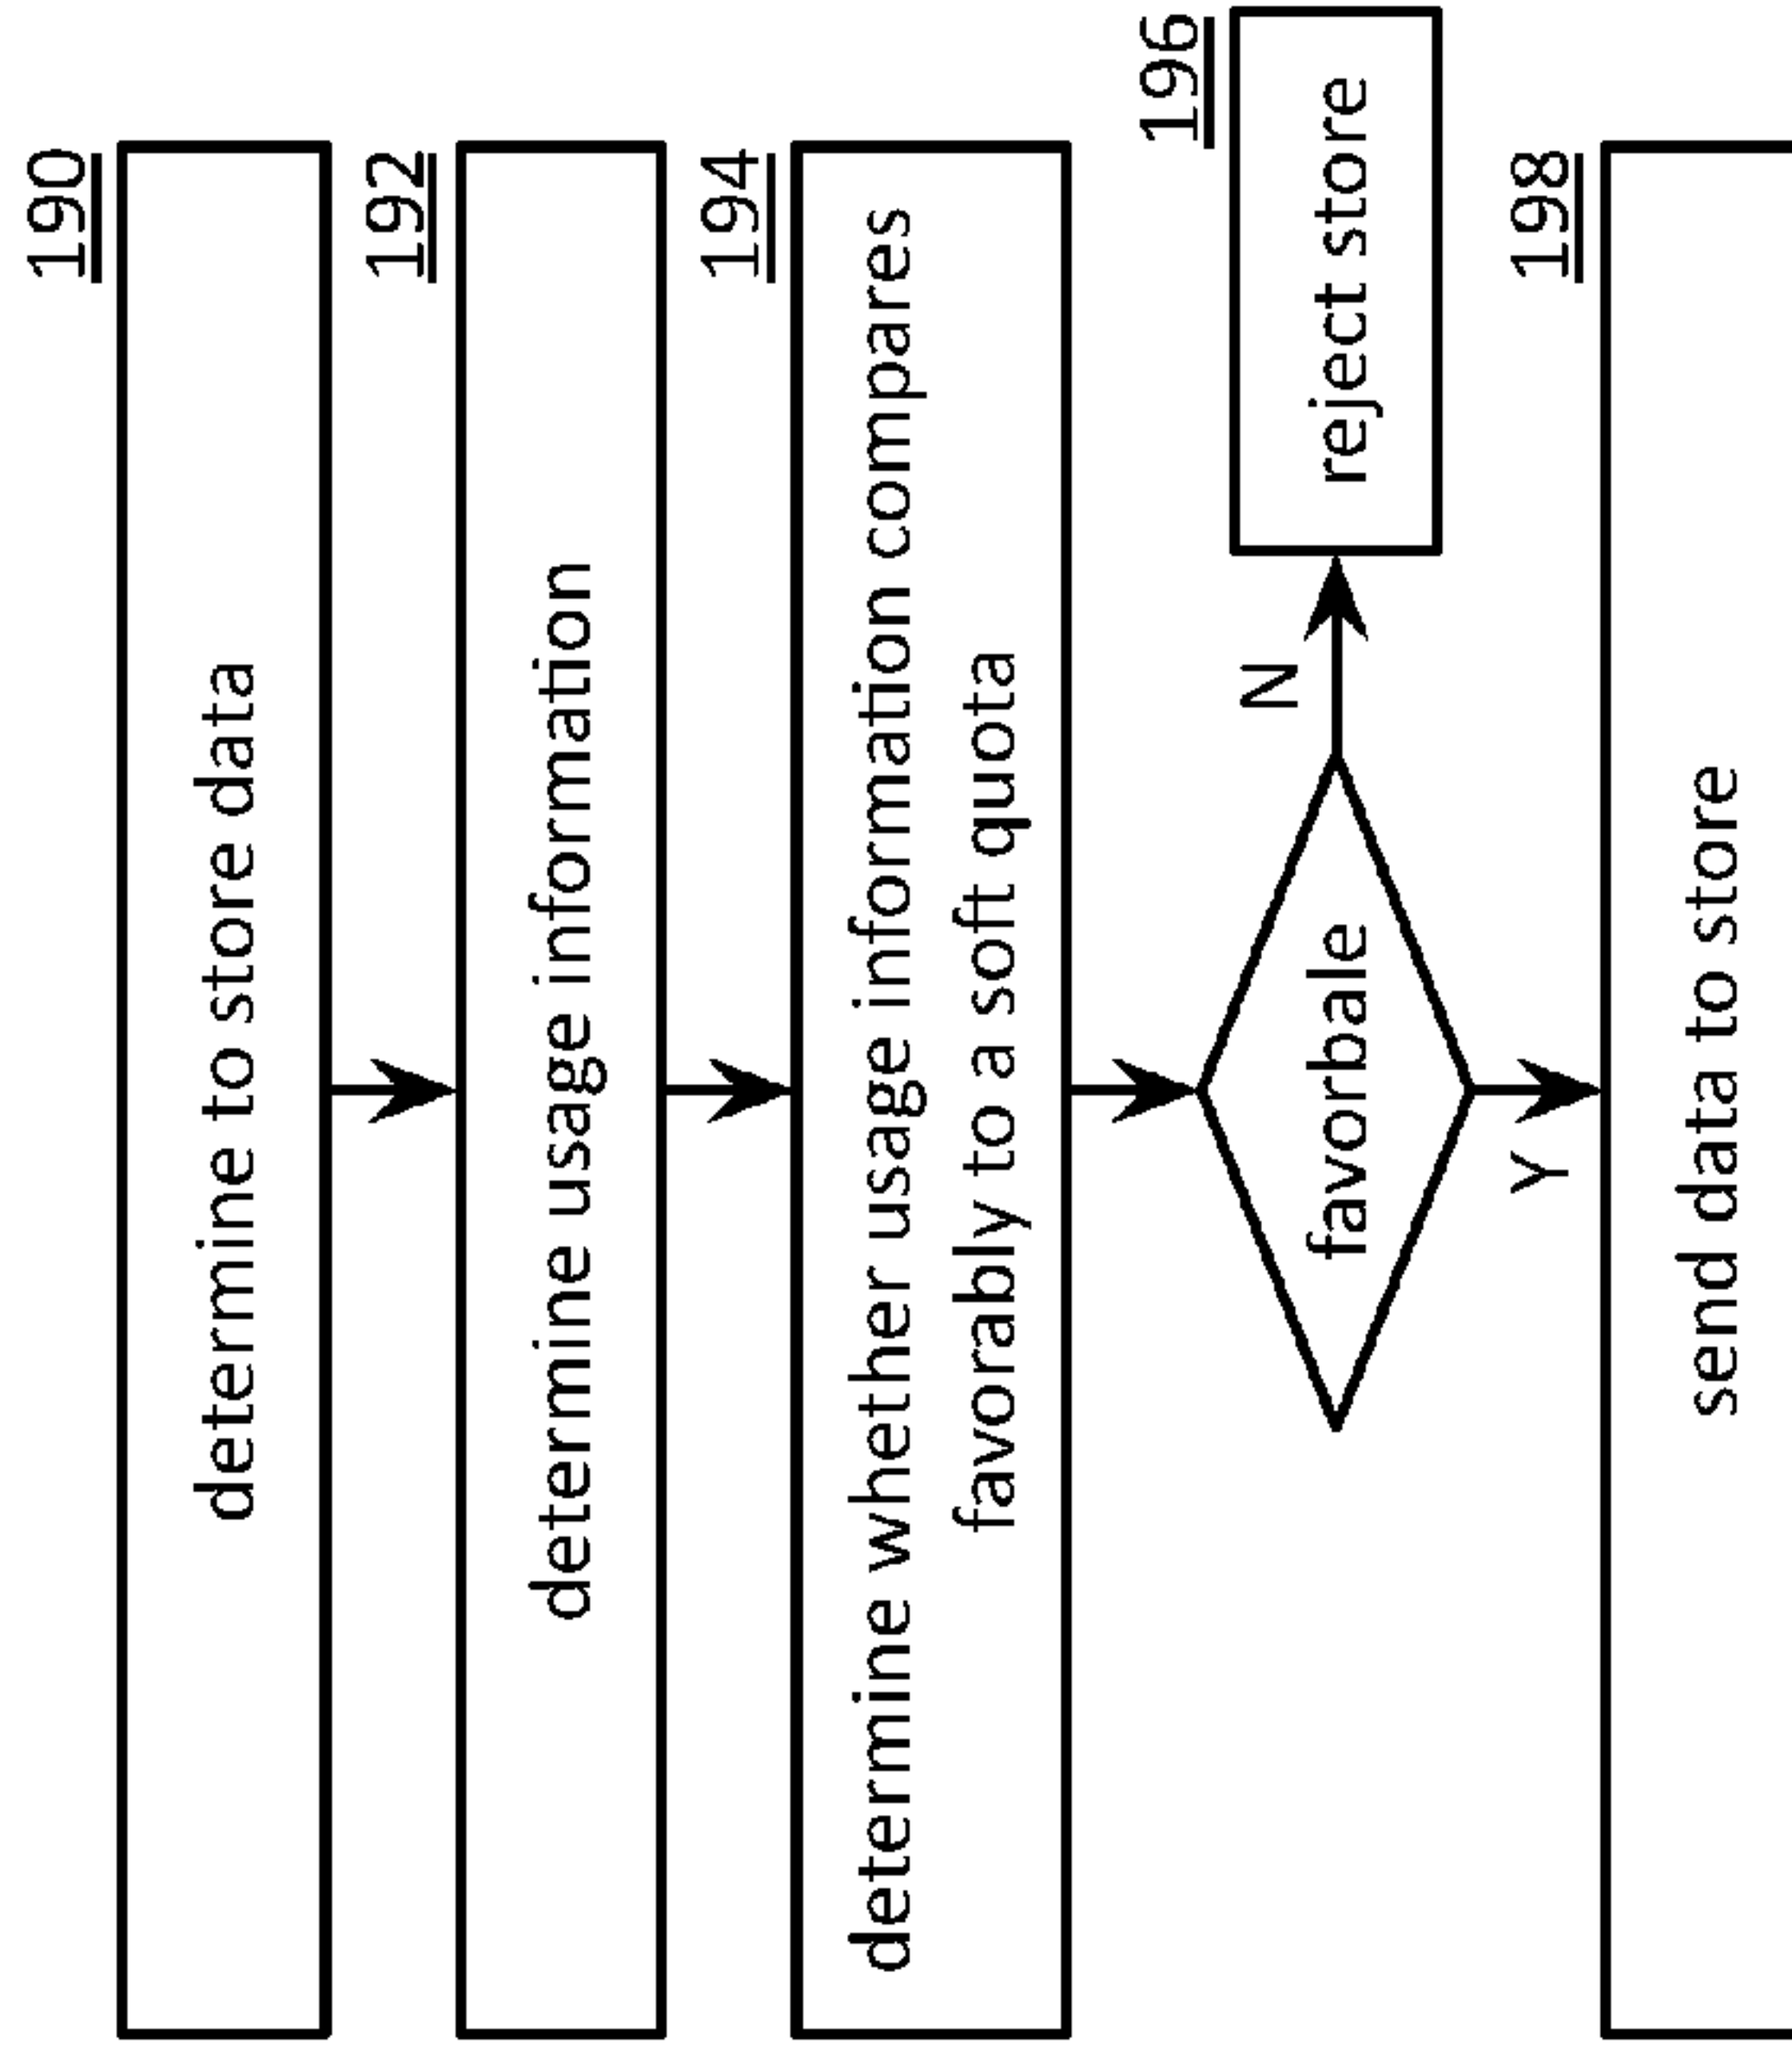 190
determine to store data
192
determine usage information
194
determine whether usage information compares
favorably to a soft quota
196
favorbale
N
reject store
Y
198
send data to store